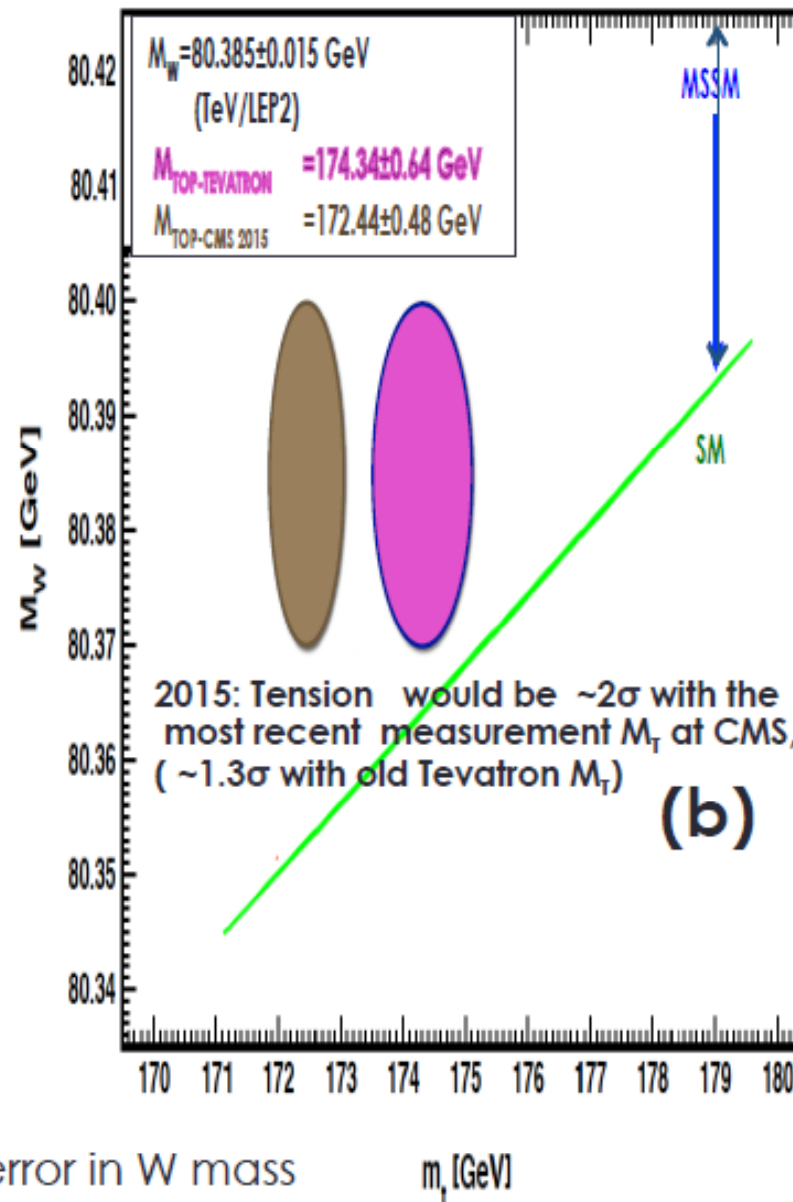 M_W=80.385±0.015 GeV
(TeV/LEP2)
M_TOP-TEVATRON =174.34±0.64 GeV
M_TOP-CMS 2015 =172.44±0.48 GeV
MSSM
SM
80.42
80.41
80.40
80.39
80.38
80.37
80.36
80.35
80.34
M_W [GeV]
2015: Tension would be ~2σ with the
most recent measurement M_T at CMS,
( ~1.3σ with old Tevatron M_T)
(b)
170 171 172 173 174 175 176 177 178 179 180
error in W mass
m_t [GeV]